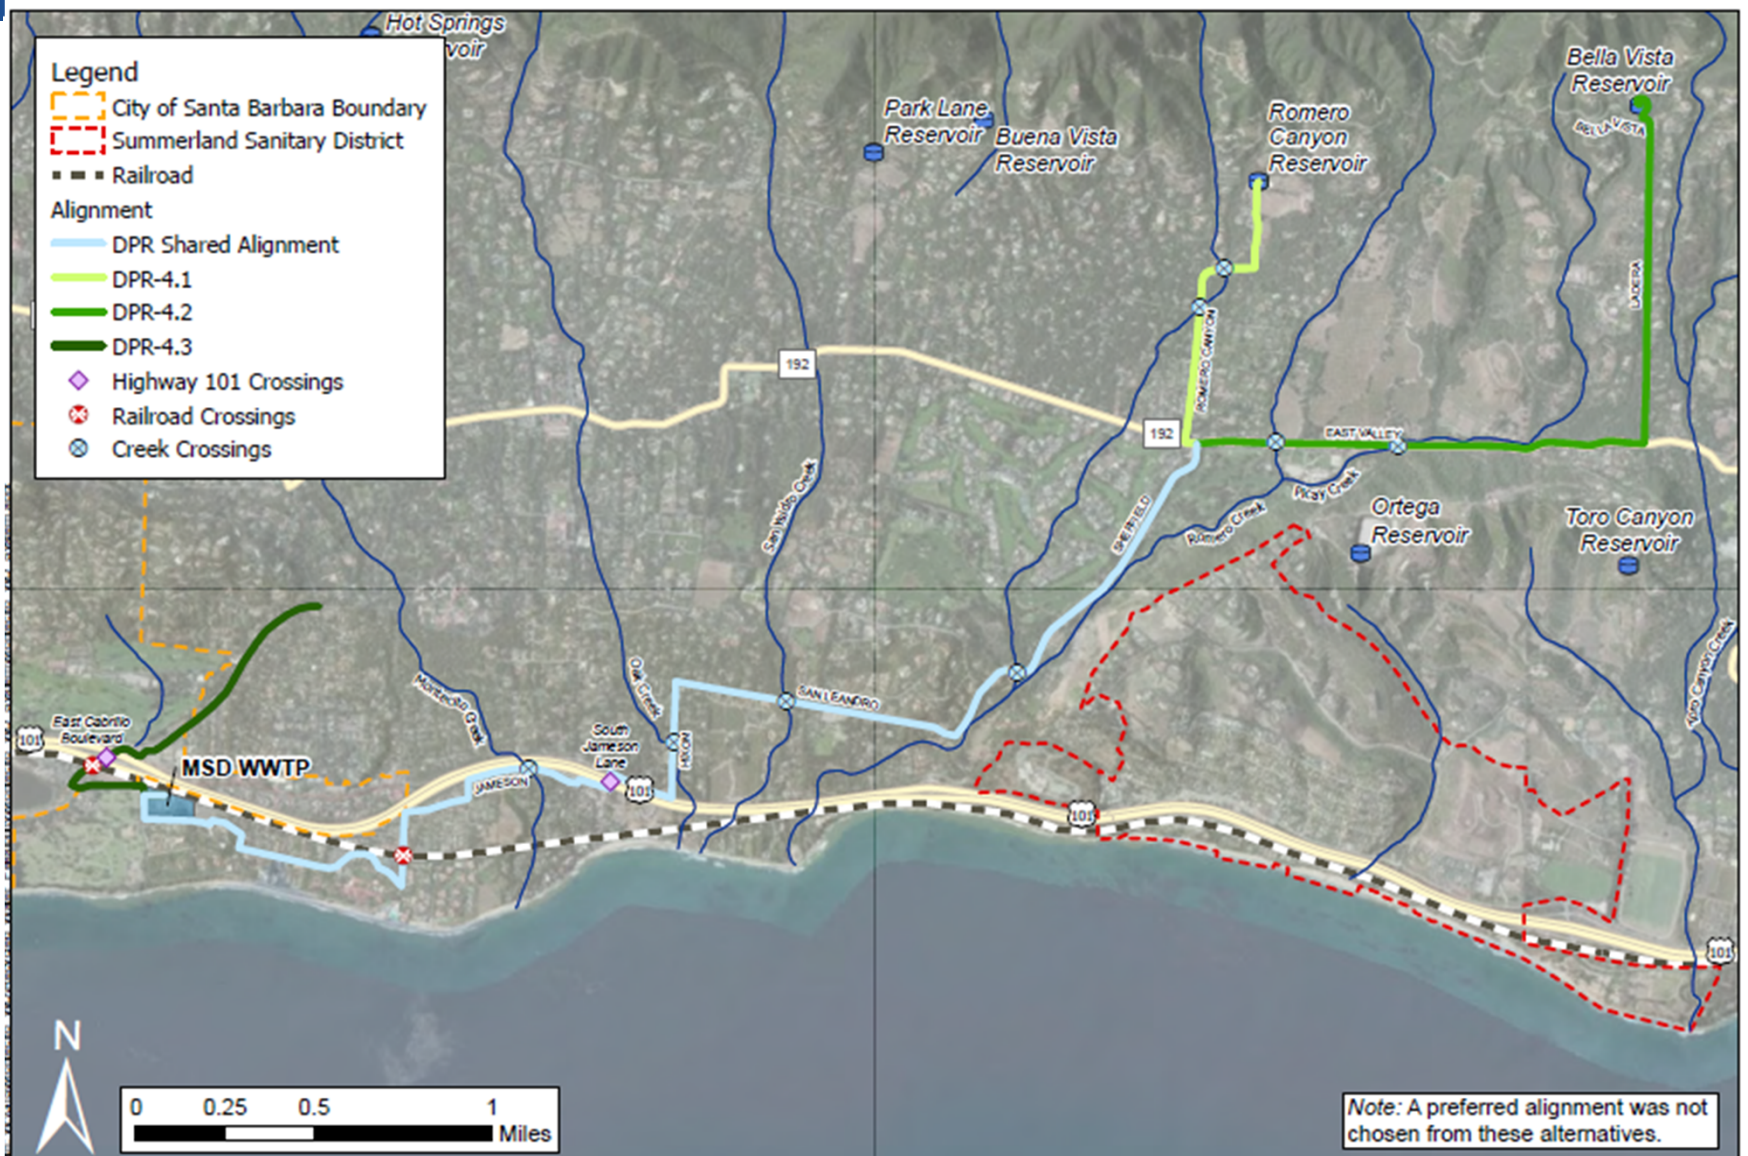 Hot Springs
voir
Legend
City of Santa Barbara Boundary
Summerland Sanitary District
Railroad
Alignment
DPR Shared Alignment
DPR-4.1
DPR-4.2
DPR-4.3
Highway 101 Crossings
Railroad Crossings
Creek Crossings
Park Lane
Reservoir
Buena Vista
Reservoir
Romero
Canyon
Reservoir
Bella Vista
Reservoir
BELLA VISTA
LADERA
ROMERO CANYON
192
192
EAST VALLEY
Picay Creek
Romero Creek
SHEFFIELD
San Ysidro Creek
Ortega
Reservoir
Toro Canyon
Reservoir
Toro Canyon Creek
Oak Creek
Montecito Creek
SAN LEANDRO
HIXON
South
Jameson
Lane
JAMESON
East Cabrillo
Boulevard
101
MSD WWTP
101
101
101
N
0 0.25 0.5 1
Miles
Note: A preferred alignment was not
chosen from these alternatives.